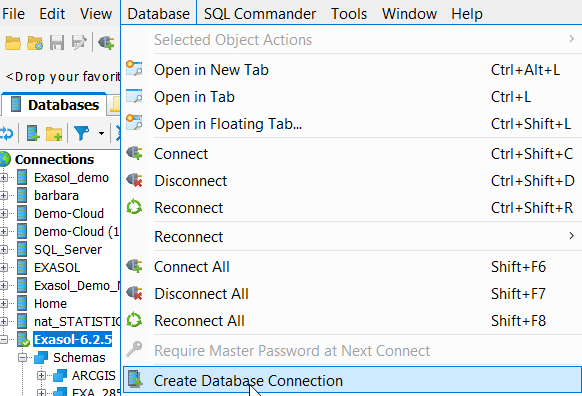 File Edit View Database SQL Commander Tools Window Help
Selected Object Actions
Open in New Tab Ctrl+Alt+L
<Drop your favorit
Open in Tab Ctrl+L
Databases
Open in Floating Tab... Ctrl+Shift+L
Connect Ctrl+Shift+C
Connections
Exasol_demo
Disconnect Ctrl+Shift+D
barbara
Demo-Cloud
Reconnect Ctrl+Shift+R
Demo-Cloud (1
Reconnect
SQL_Server
EXASOL
Connect All Shift+F6
Exasol_Demo_N
Disconnect All Shift+F7
Home
nat_STATISTIC
Reconnect All Shift+F8
Exasol-6.2.5
Require Master Password at Next Connect
Schemas
ARCGIS
Create Database Connection
EXA_285